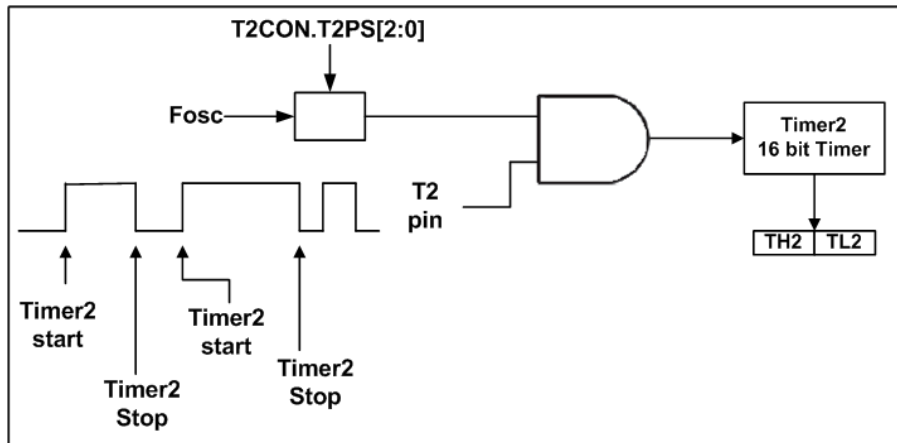 T2CON.T2PS[2:0]
Fosc
Timer2
16 bit Timer
T2
pin
TH2 TL2
Timer2
start
Timer2
start
Timer2
Stop
Timer2
Stop